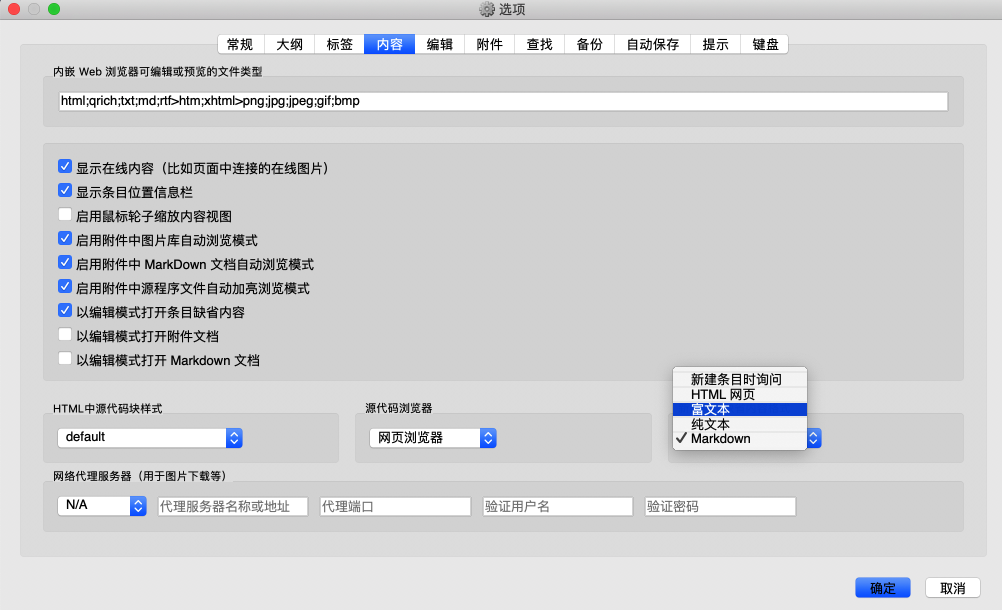 选项
常规 大纲 标签 内容 编辑 附件 查找 备份 自动保存 提示 键盘
内嵌 Web 浏览器可编辑或预览的文件类型
html;qrich;txt;md;rtf>htm;xhtml>png;jpg;jpeg;gif;bmp
显示在线内容（比如页面中连接的在线图片）
显示条目位置信息栏
启用鼠标轮子缩放内容视图
启用附件中图片库自动浏览模式
启用附件中 MarkDown 文档自动浏览模式
启用附件中源程序文件自动加亮浏览模式
以编辑模式打开条目缺省内容
以编辑模式打开附件文档
以编辑模式打开 Markdown 文档
HTML中源代码块样式
default
源代码浏览器
网页浏览器
新建条目时询问
HTML 网页
富文本
纯文本
Markdown
网络代理服务器（用于图片下载等）
N/A 代理服务器名称或地址 代理端口 验证用户名 验证密码
确定 取消